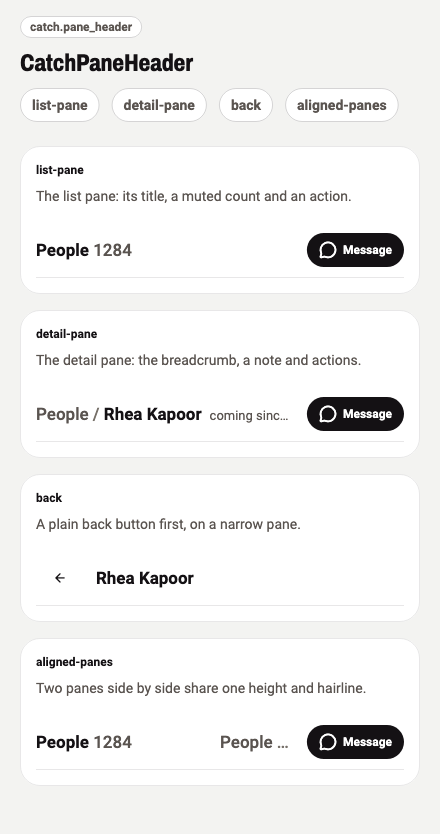 catch.pane_header
CatchPaneHeader
list-pane detail-pane back aligned-panes
list-pane
The list pane: its title, a muted count and an action.
People 1284 Message
detail-pane
The detail pane: the breadcrumb, a note and actions.
People / Rhea Kapoor coming sinc... Message
back
A plain back button first, on a narrow pane.
Rhea Kapoor
aligned-panes
Two panes side by side share one height and hairline.
People 1284 People ... Message